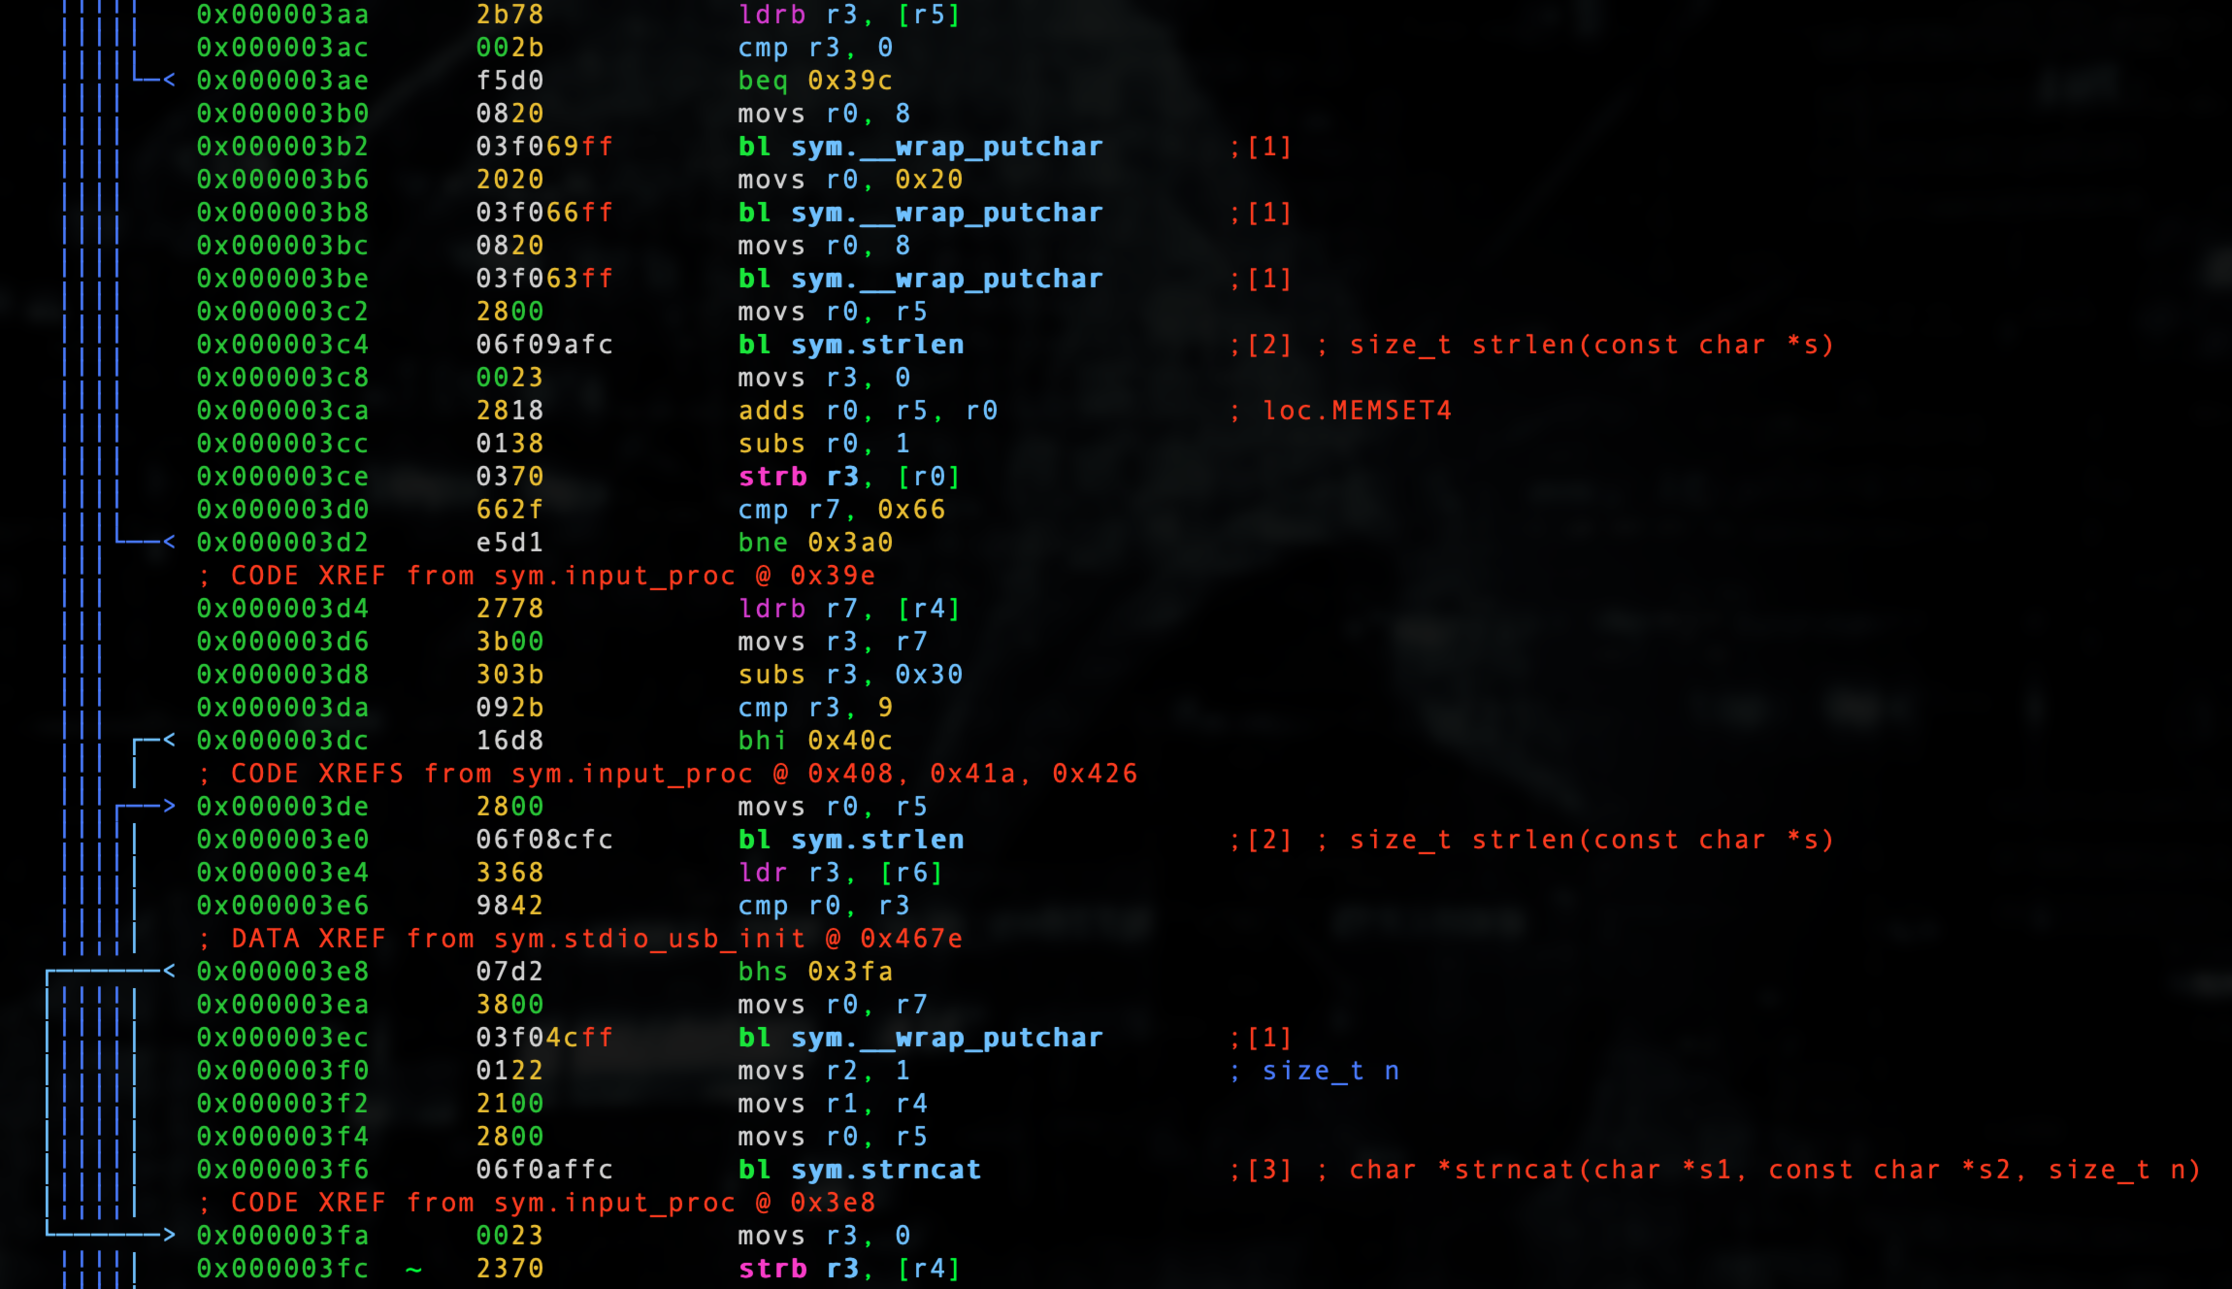 0x000003aa 2b78 ldrb r3, [r5]
0x000003ac 002b cmp r3, 0
< 0x000003ae f5d0 beq 0x39c
0x000003b0 0820 movs r0, 8
0x000003b2 03f069ff bl sym.__wrap_putchar ;[1]
0x000003b6 2020 movs r0, 0x20
0x000003b8 03f066ff bl sym.__wrap_putchar ;[1]
0x000003bc 0820 movs r0, 8
0x000003be 03f063ff bl sym.__wrap_putchar ;[1]
0x000003c2 2800 movs r0, r5
0x000003c4 06f09afc bl sym.strlen ;[2] ; size_t strlen(const char *s)
0x000003c8 0023 movs r3, 0
0x000003ca 2818 adds r0, r5, r0 ; loc.MEMSET4
0x000003cc 0138 subs r0, 1
0x000003ce 0370 strb r3, [r0]
0x000003d0 662f cmp r7, 0x66
< 0x000003d2 e5d1 bne 0x3a0
; CODE XREF from sym.input_proc @ 0x39e
0x000003d4 2778 ldrb r7, [r4]
0x000003d6 3b00 movs r3, r7
0x000003d8 303b subs r3, 0x30
0x000003da 092b cmp r3, 9
< 0x000003dc 16d8 bhi 0x40c
; CODE XREFS from sym.input_proc @ 0x408, 0x41a, 0x426
> 0x000003de 2800 movs r0, r5
0x000003e0 06f08cfc bl sym.strlen ;[2] ; size_t strlen(const char *s)
0x000003e4 3368 ldr r3, [r6]
0x000003e6 9842 cmp r0, r3
; DATA XREF from sym.stdio_usb_init @ 0x467e
< 0x000003e8 07d2 bhs 0x3fa
0x000003ea 3800 movs r0, r7
0x000003ec 03f04cff bl sym.__wrap_putchar ;[1]
0x000003f0 0122 movs r2, 1 ; size_t n
0x000003f2 2100 movs r1, r4
0x000003f4 2800 movs r0, r5
0x000003f6 06f0affc bl sym.strncat ;[3] ; char *strncat(char *s1, const char *s2, size_t n)
; CODE XREF from sym.input_proc @ 0x3e8
> 0x000003fa 0023 movs r3, 0
0x000003fc ~ 2370 strb r3, [r4]